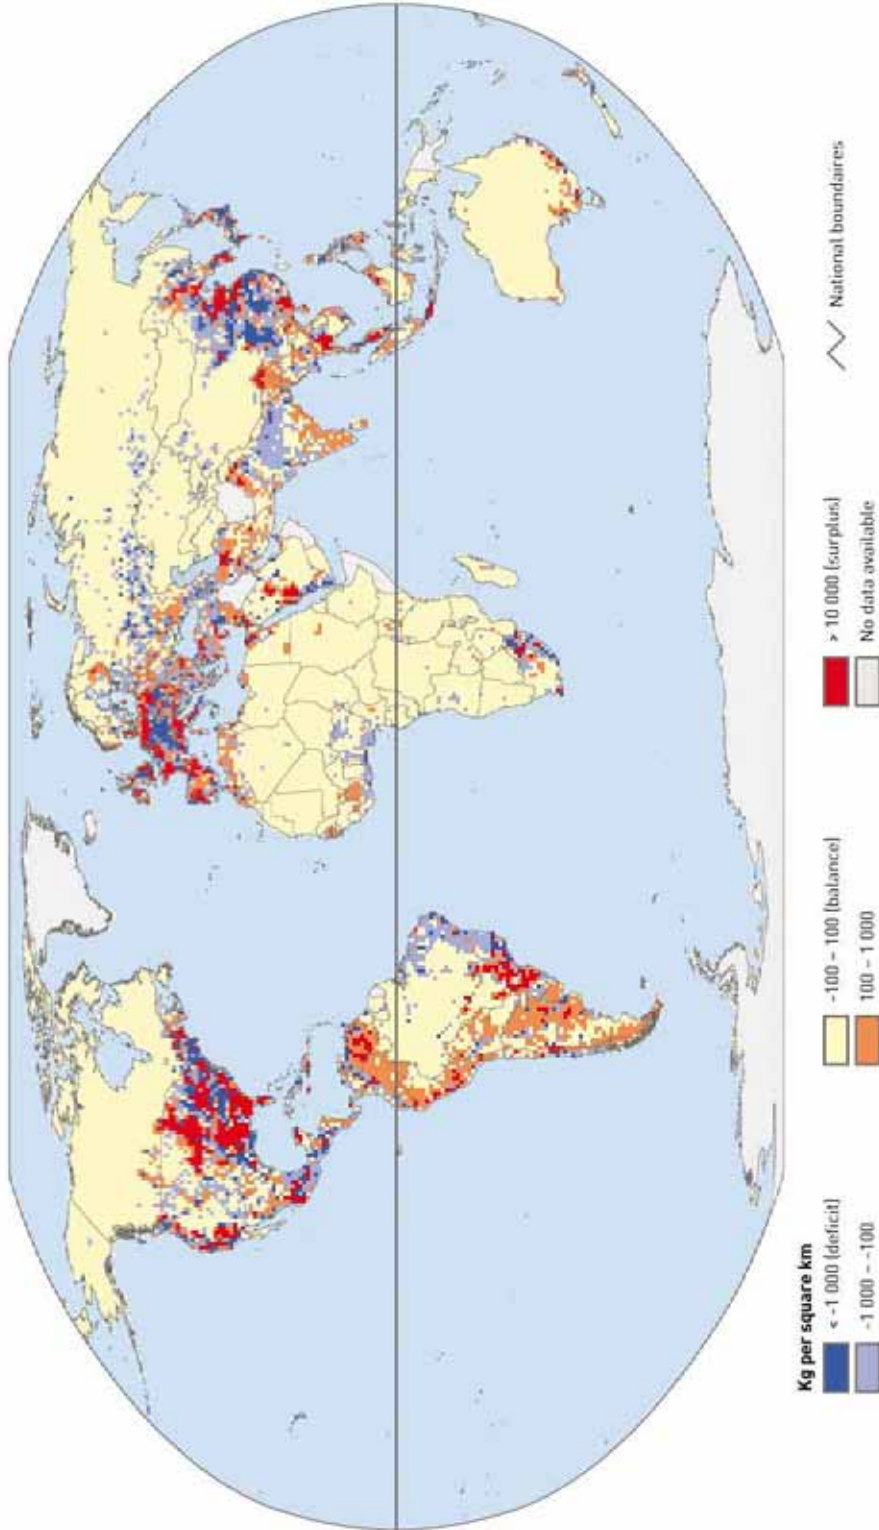 Kg per square km
< -1 000 (deficit)
-1 000 – -100
-100 – 100 (balance)
100 – 1 000
> 10 000 (surplus)
No data available
National boundaires